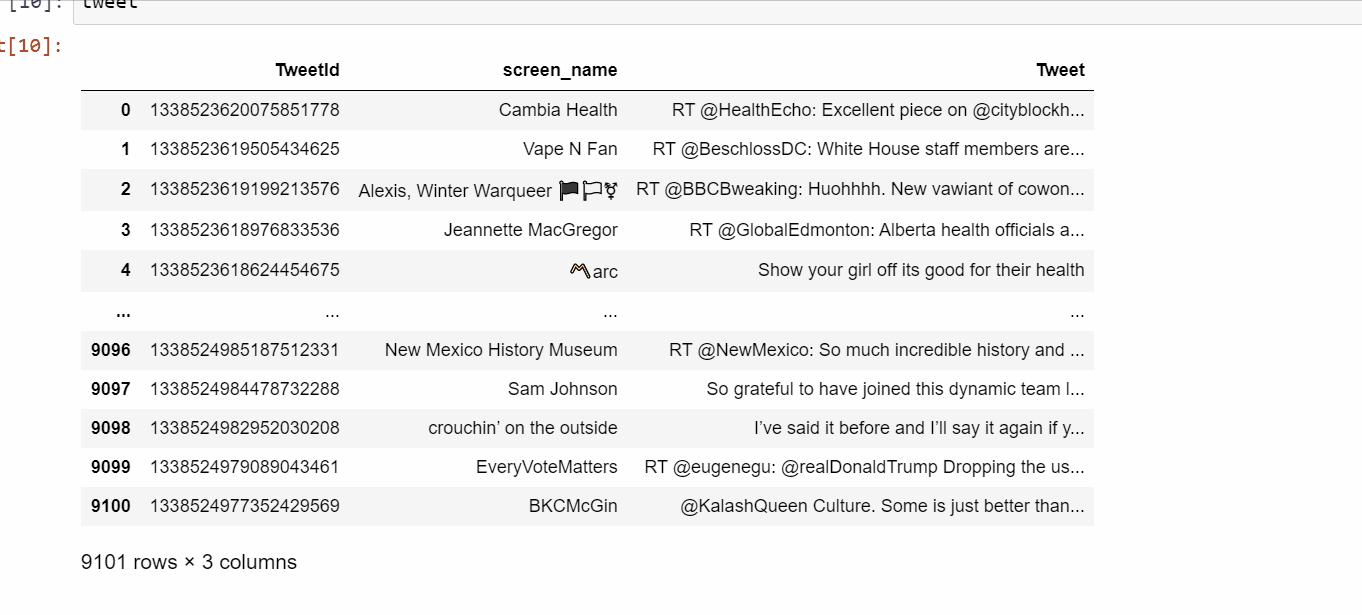 [10]: tweet
t[10]:
TweetId screen_name Tweet
0 1338523620075851778 Cambia Health RT @HealthEcho: Excellent piece on @cityblockh...
1 1338523619505434625 Vape N Fan RT @BeschlossDC: White House staff members are...
2 1338523619199213576 Alexis, Winter Warqueer 🏴🏳⚧ RT @BBCBweaking: Huohhhh. New vawiant of cowon...
3 1338523618976833536 Jeannette MacGregor RT @GlobalEdmonton: Alberta health officials a...
4 1338523618624454675 〽️arc Show your girl off its good for their health
... ... ... ...
9096 1338524985187512331 New Mexico History Museum RT @NewMexico: So much incredible history and ...
9097 1338524984478732288 Sam Johnson So grateful to have joined this dynamic team l...
9098 1338524982952030208 crouchin’ on the outside I’ve said it before and I’ll say it again if y...
9099 1338524979089043461 EveryVoteMatters RT @eugenegu: @realDonaldTrump Dropping the us...
9100 1338524977352429569 BKCMcGin @KalashQueen Culture. Some is just better than...
9101 rows × 3 columns